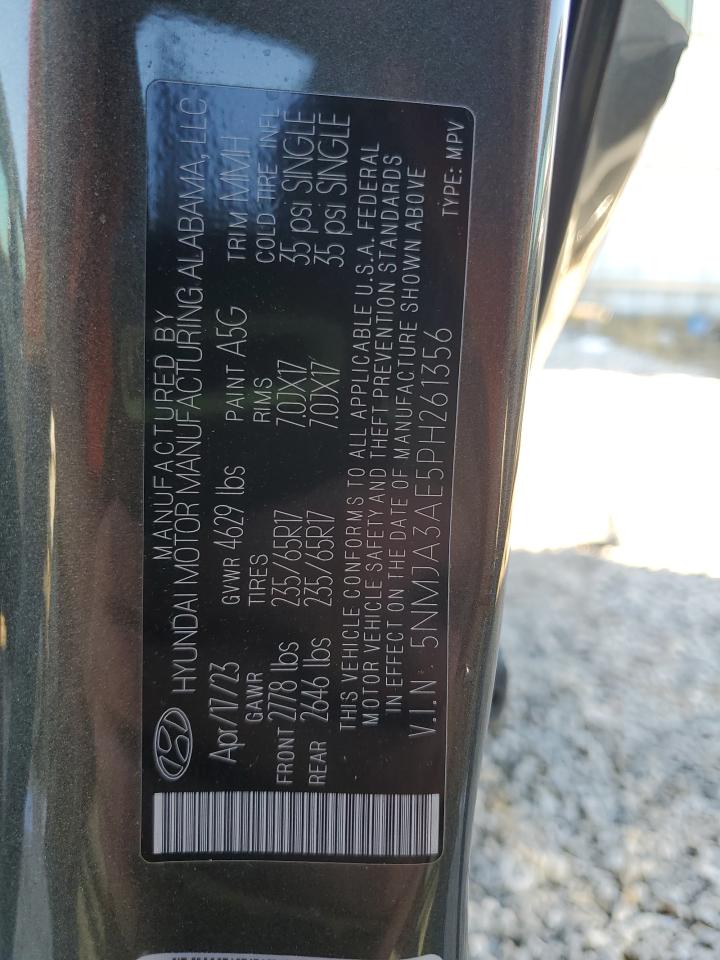 MANUFACTURED BY
HYUNDAI MOTOR MANUFACTURING ALABAMA, LLC
Apr/17/23 GVWR 4629 lbs PAINT A5G TRIM MMH
GAWR TIRES RIMS COLD TIRE INFL
FRONT 2778 lbs 235/65R17 7.0JX17 35 psi SINGLE
REAR 2646 lbs 235/65R17 7.0JX17 35 psi SINGLE
THIS VEHICLE CONFORMS TO ALL APPLICABLE U.S.A. FEDERAL
MOTOR VEHICLE SAFETY AND THEFT PREVENTION STANDARDS
IN EFFECT ON THE DATE OF MANUFACTURE SHOWN ABOVE
V.I.N : 5NMJA3AE5PH261356 TYPE: MPV